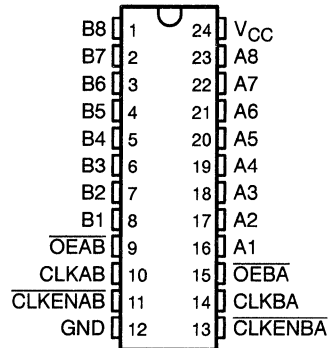 B8 1 24 VCC
B7 2 23 A8
B6 3 22 A7
B5 4 21 A6
B4 5 20 A5
B3 6 19 A4
B2 7 18 A3
B1 8 17 A2
OEAB 9 16 A1
CLKAB 10 15 OEBA
CLKENAB 11 14 CLKBA
GND 12 13 CLKENBA